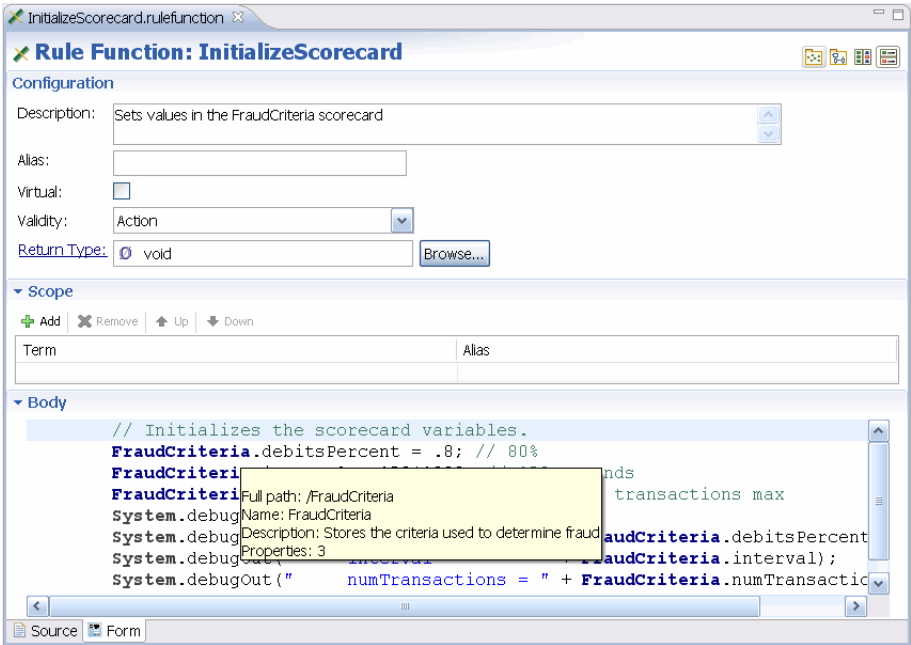 InitializeScorecard.rulefunction
Rule Function: InitializeScorecard
Configuration
Description: Sets values in the FraudCriteria scorecard
Alias:
Virtual:
Validity: Action
Return Type: void Browse...
Scope
Add Remove Up Down
Term Alias
Body
// Initializes the scorecard variables.
FraudCriteria.debitsPercent = .8; // 80%
FraudCriteri nds
FraudCriteri transactions max
System.debug
System.debug raudCriteria.debitsPercent
System.debugOut(" FraudCriteria.interval);
System.debugOut(" numTransactions = " + FraudCriteria.numTransactio
Full path: /FraudCriteria
Name: FraudCriteria
Description: Stores the criteria used to determine fraud
Properties: 3
Source Form